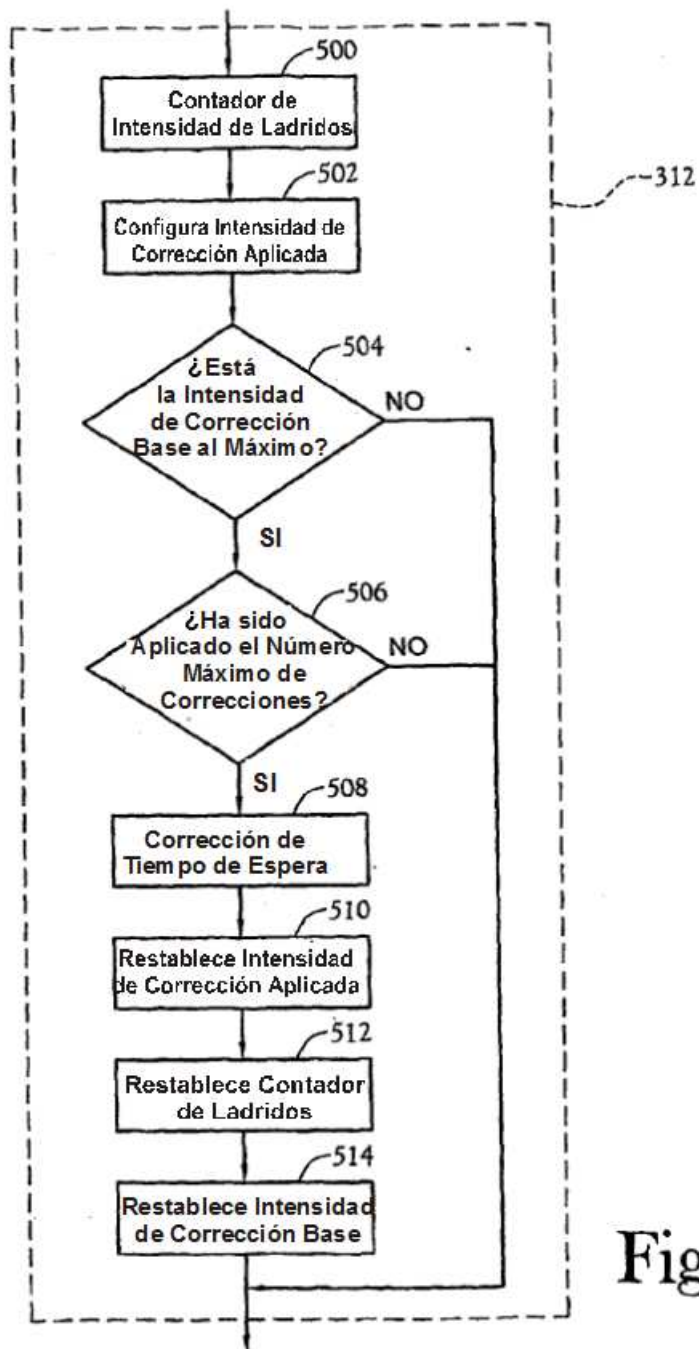 500
Contador de
Intensidad de Ladridos
502
312
Configura Intensidad de
Corrección Aplicada
504
¿Está
la Intensidad
de Corrección
Base al Máximo?
NO
SI
506
¿Ha sido
Aplicado el Número
Máximo de
Correcciones?
NO
SI
508
Corrección de
Tiempo de Espera
510
Restablece Intensidad
de Corrección Aplicada
512
Restablece Contador
de Ladridos
514
Restablece Intensidad
de Corrección Base
Fig